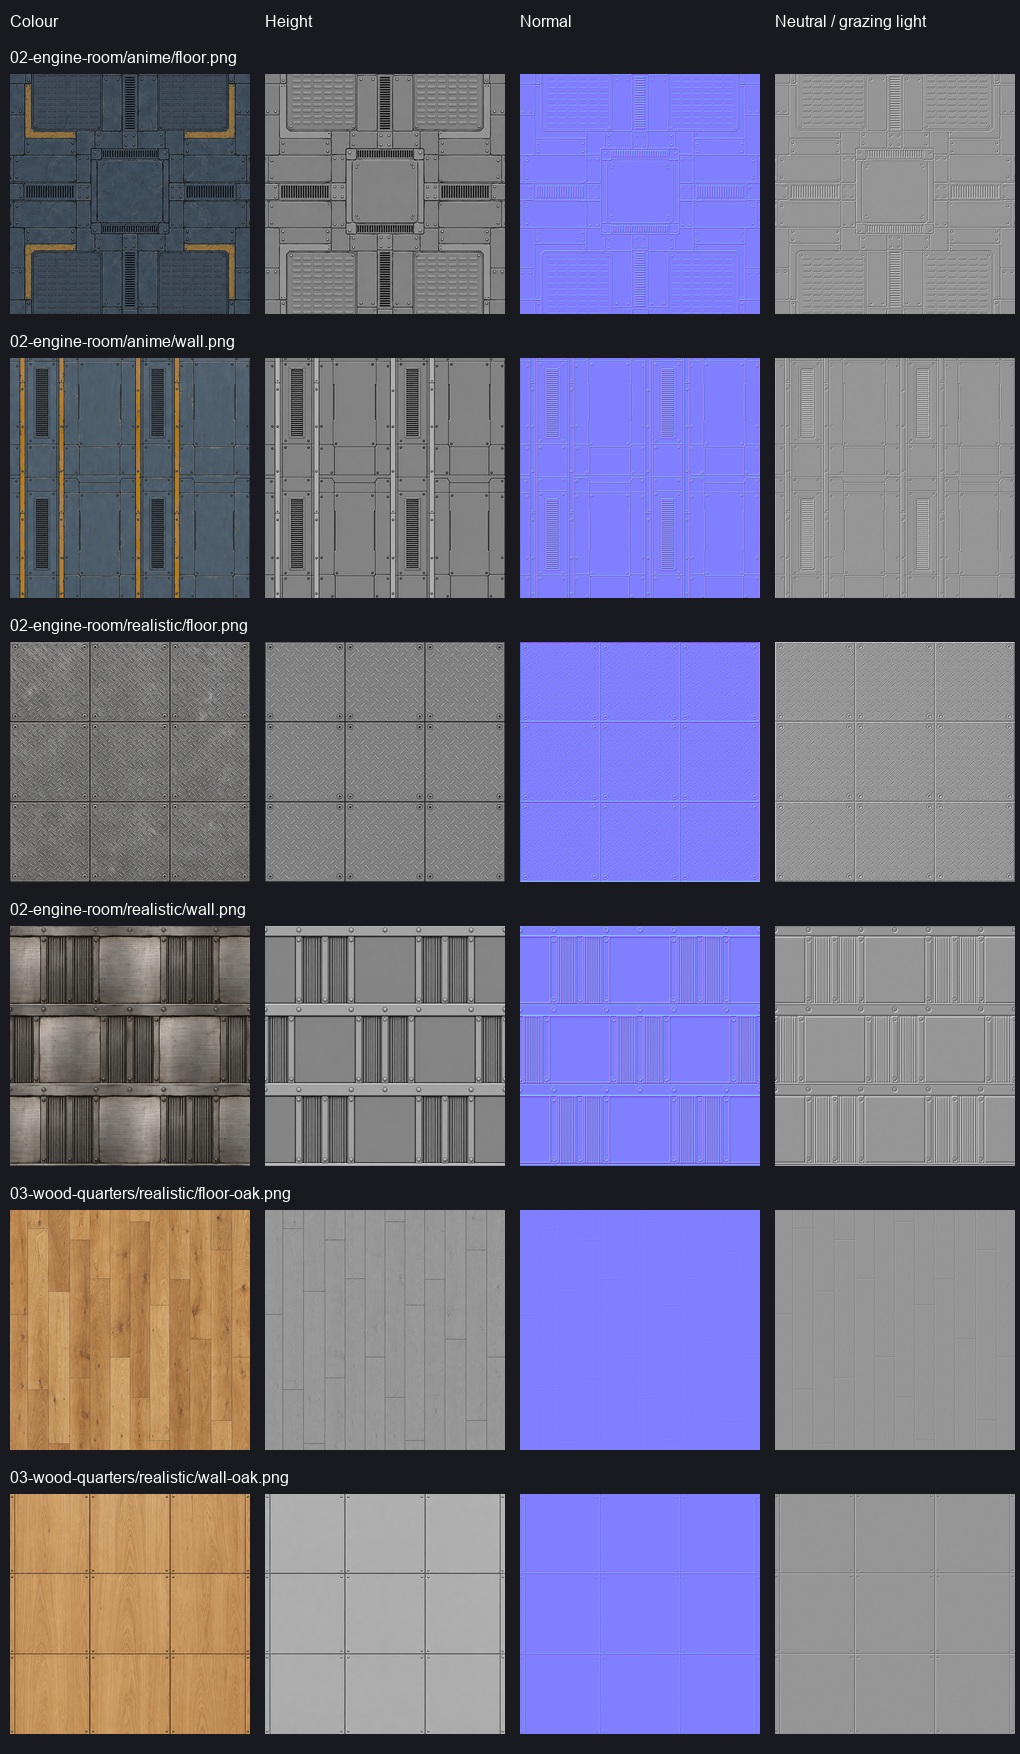 Colour Height Normal Neutral / grazing light
02-engine-room/anime/floor.png
02-engine-room/anime/wall.png
02-engine-room/realistic/floor.png
02-engine-room/realistic/wall.png
03-wood-quarters/realistic/floor-oak.png
03-wood-quarters/realistic/wall-oak.png